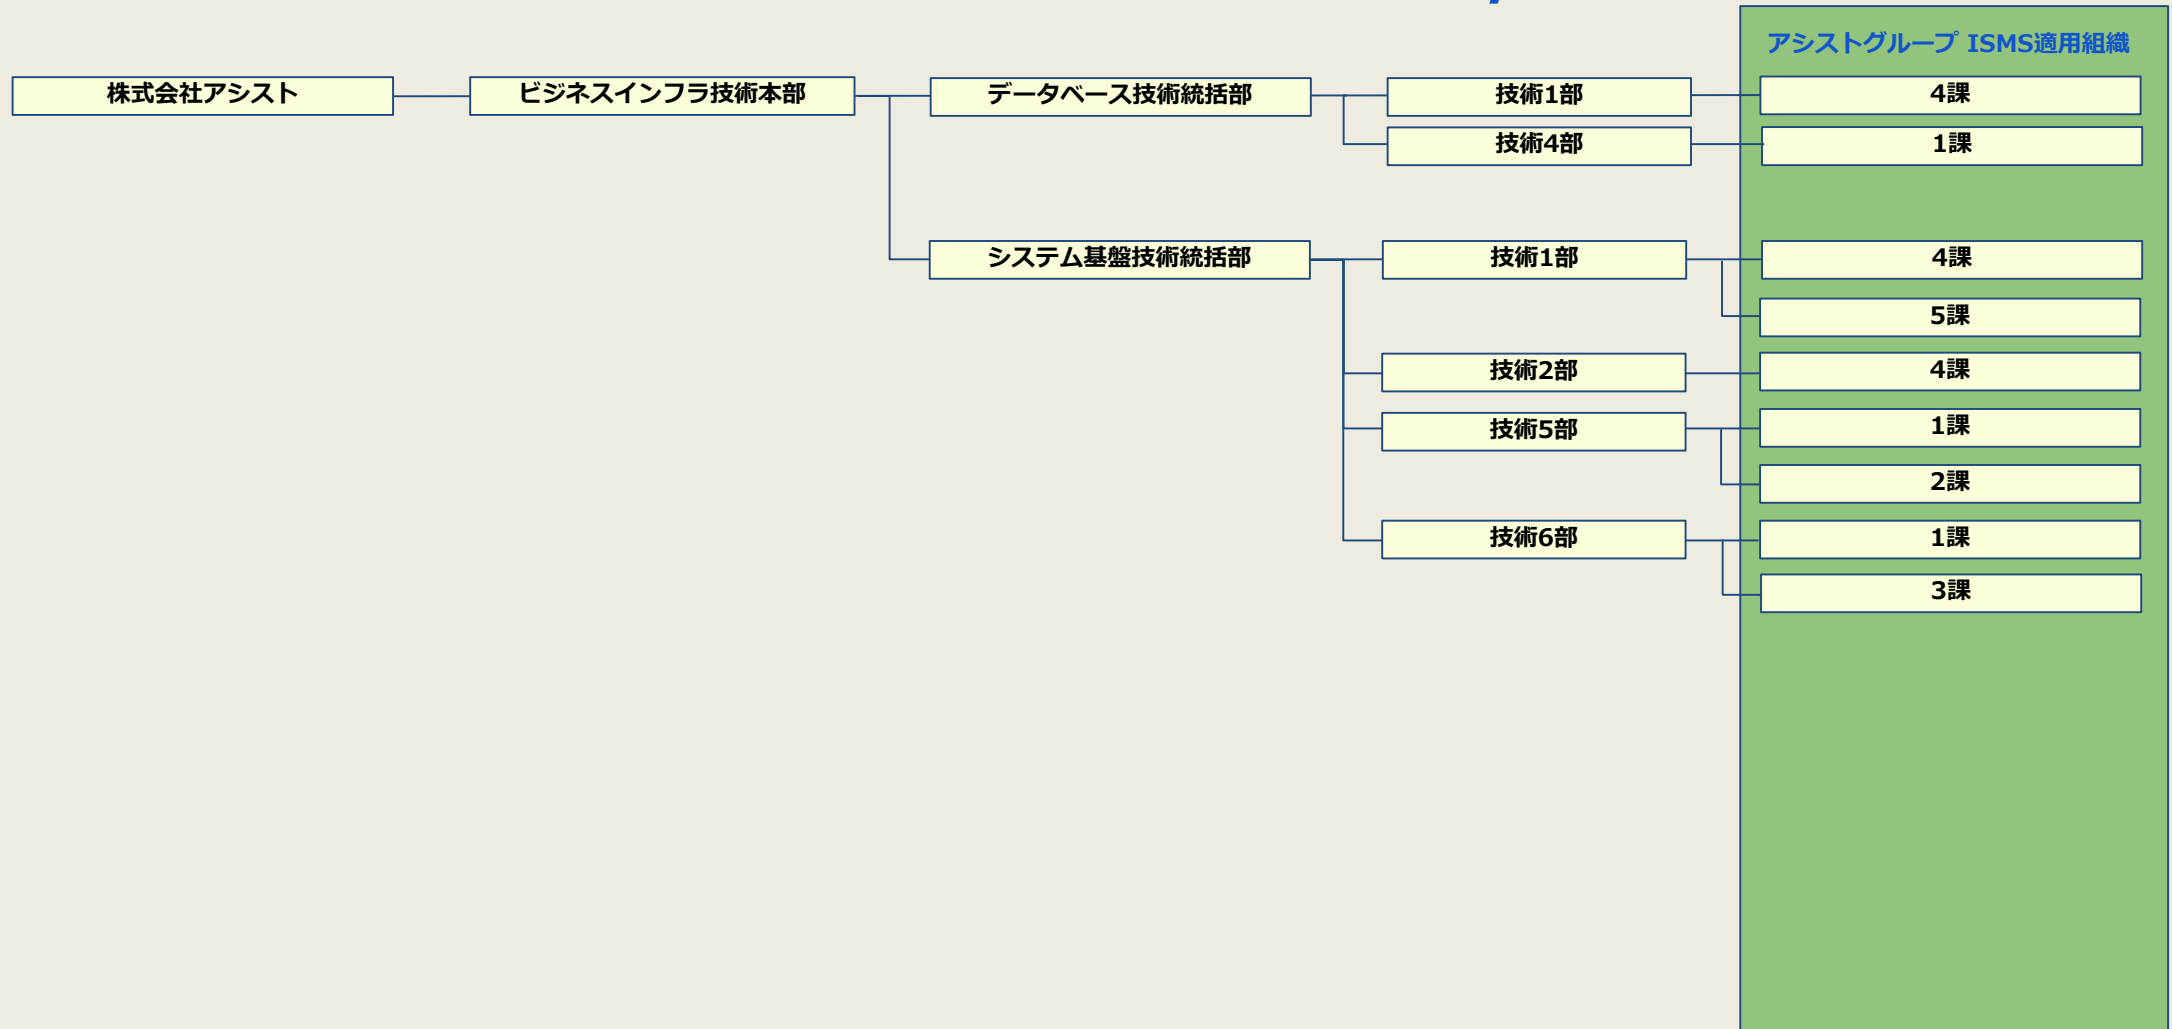 アシストグループ ISMS適用組織
株式会社アシスト
ビジネスインフラ技術本部
データベース技術統括部
技術1部
4課
技術4部
1課
システム基盤技術統括部
技術1部
4課
5課
技術2部
4課
技術5部
1課
2課
技術6部
1課
3課